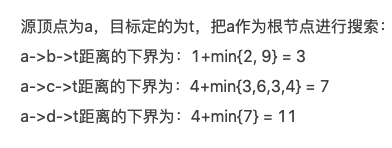 源顶点为a，目标定的为t，把a作为根节点进行搜索：
a->b->t距离的下界为：1+min{2, 9} = 3
a->c->t距离的下界为：4+min{3,6,3,4} = 7
a->d->t距离的下界为：4+min{7} = 11